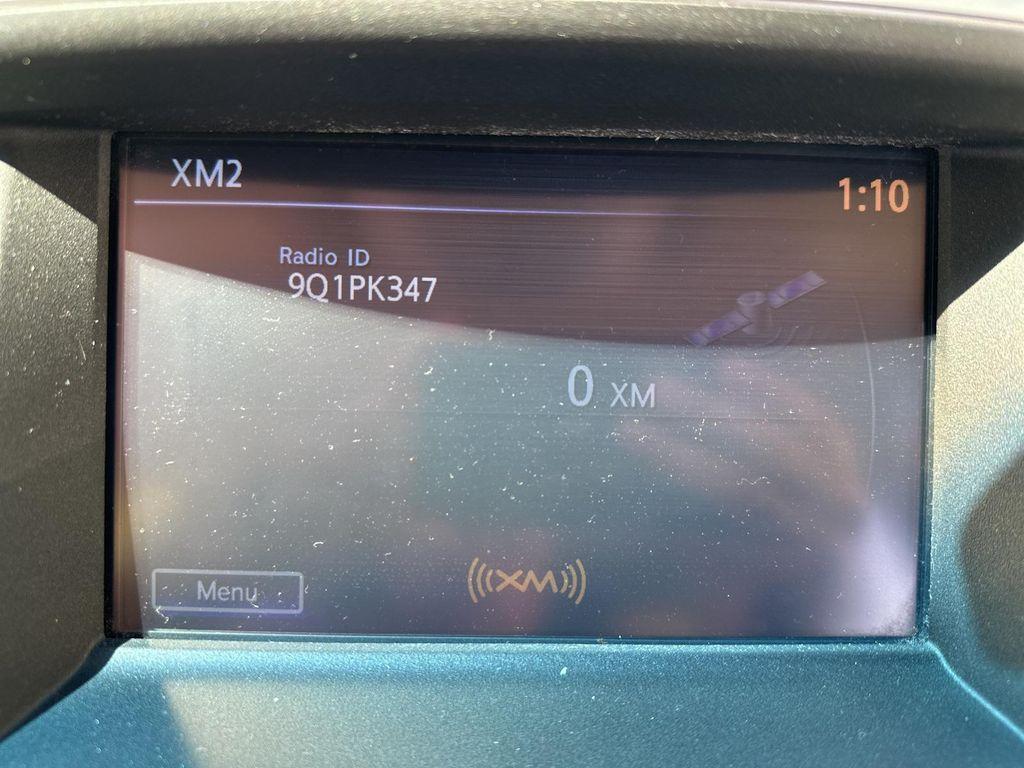 XM2
1:10
Radio ID
9Q1PK347
0 XM
Menu
XM